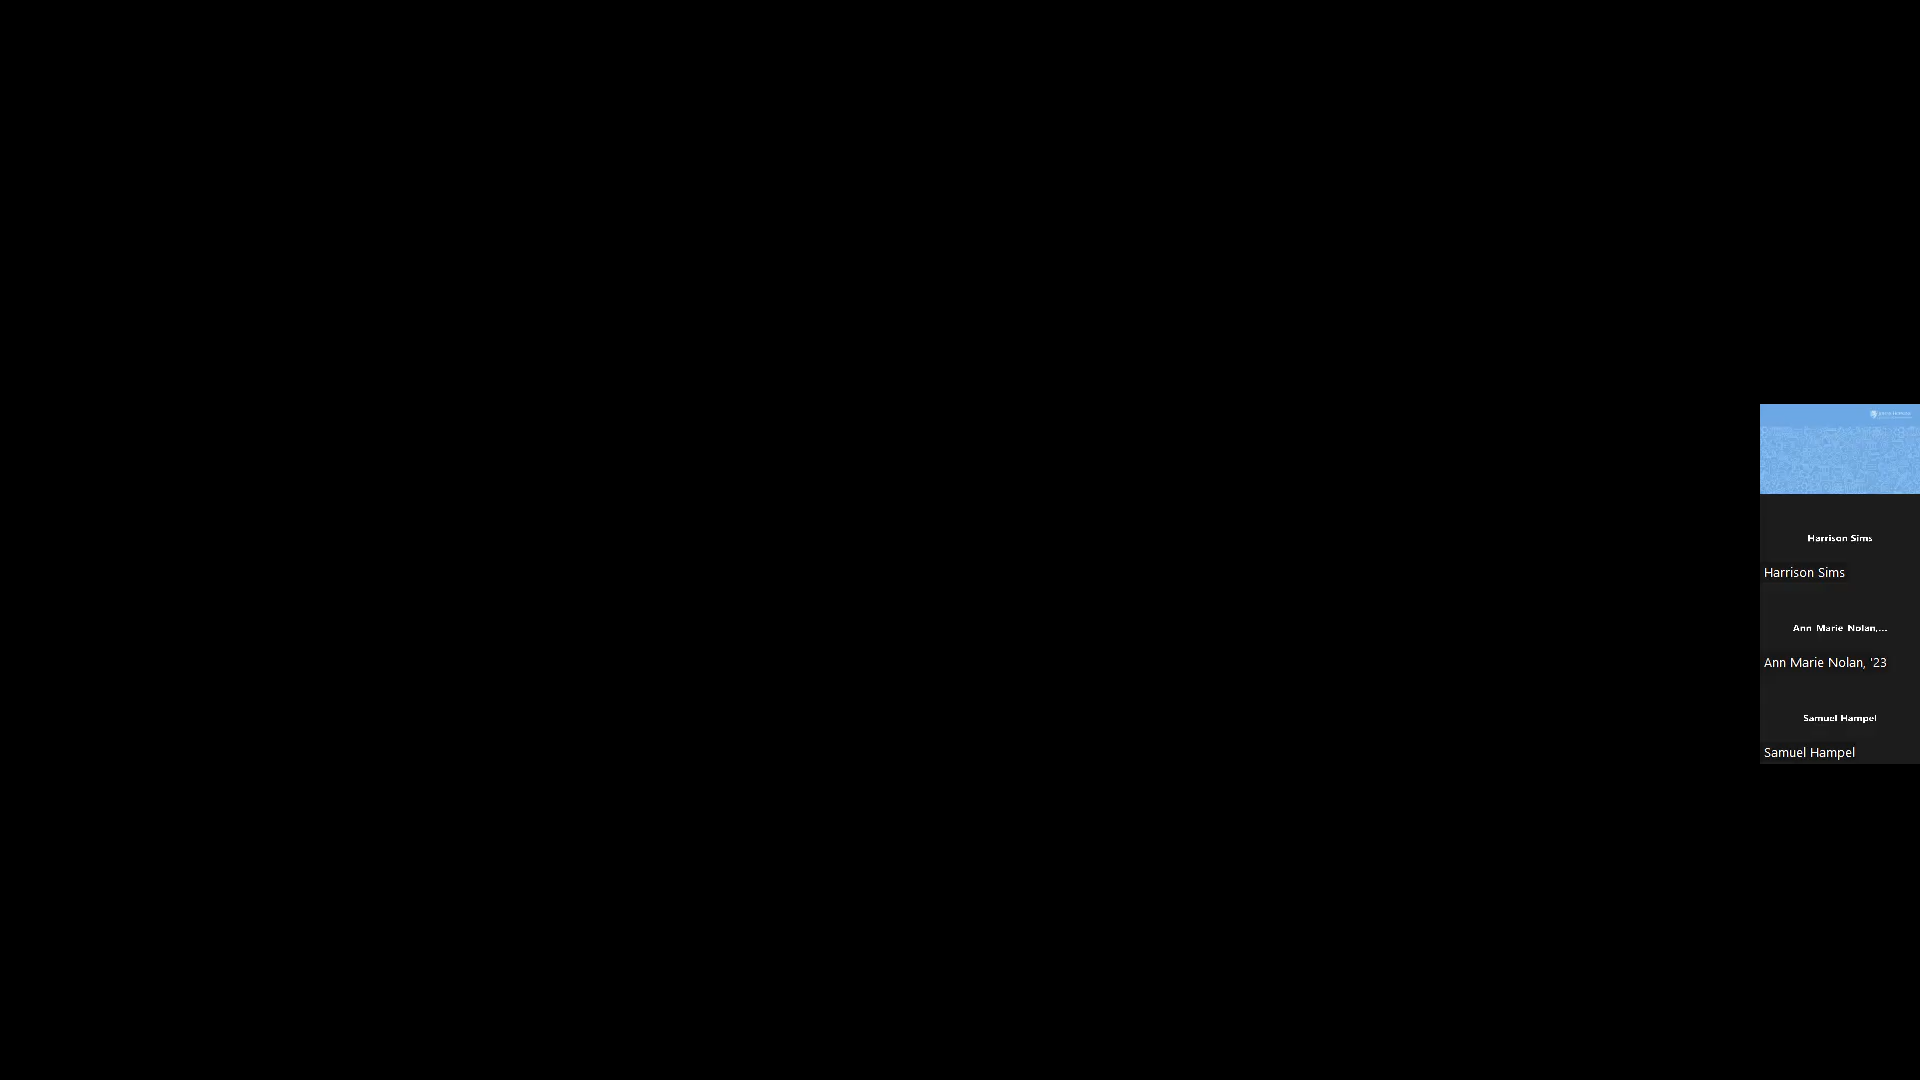 Harrison Sims
Harrison Sims
Ann Marie Nolan,...
Ann Marie Nolan, '23
Samuel Hampel
Samuel Hampel